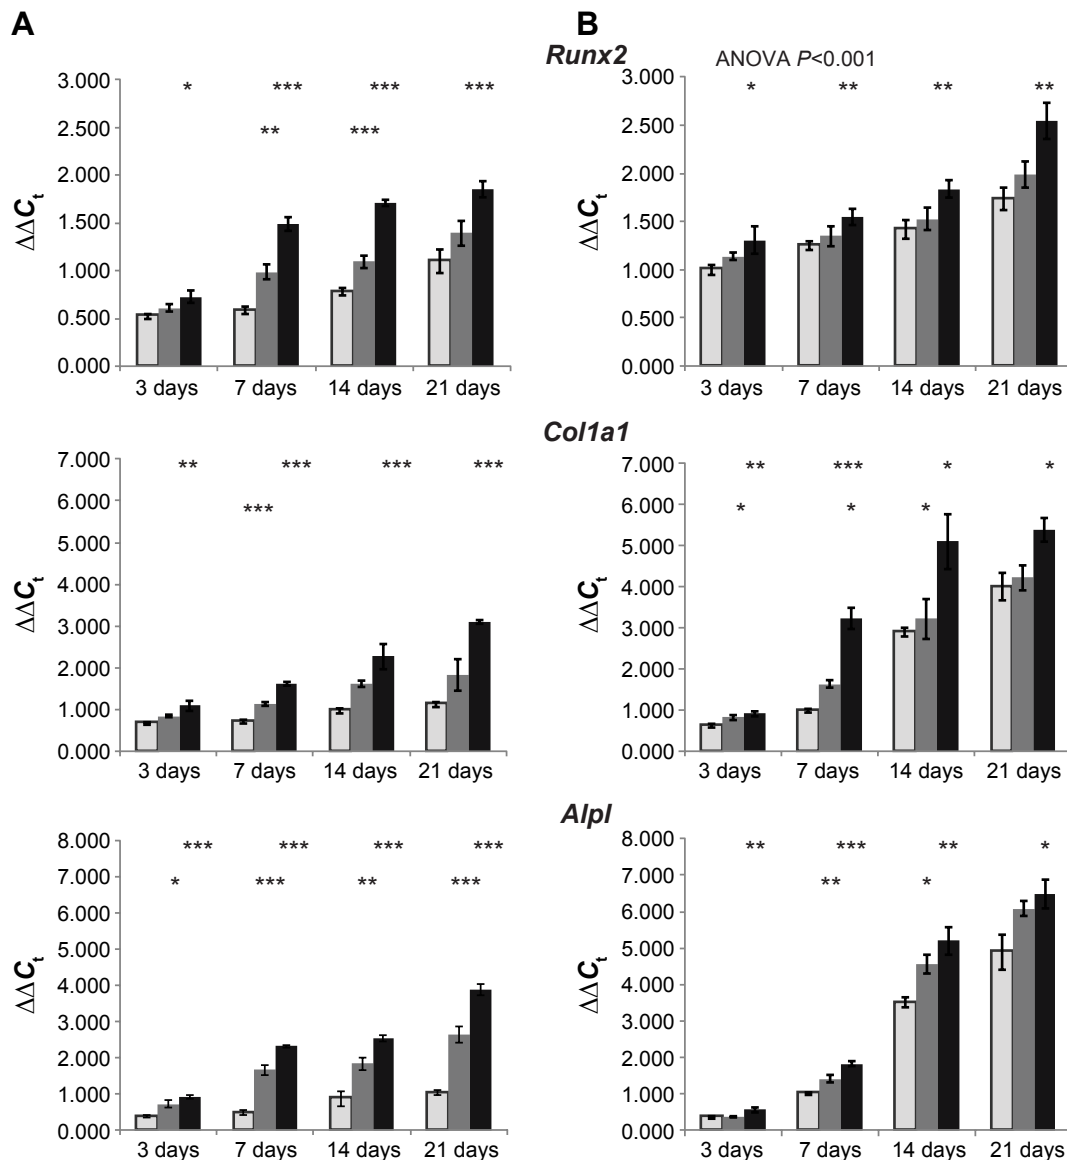 A
B
Runx2
ANOVA P<0.001
3.000
2.500
2.000
1.500
1.000
0.500
0.000
ΔΔCt
* *** *** ***
** ***
3 days 7 days 14 days 21 days
3.000
2.500
2.000
1.500
1.000
0.500
0.000
ΔΔCt
* ** ** **
3 days 7 days 14 days 21 days
Col1a1
7.000
6.000
5.000
4.000
3.000
2.000
1.000
0.000
ΔΔCt
** *** *** ***
***
3 days 7 days 14 days 21 days
7.000
6.000
5.000
4.000
3.000
2.000
1.000
0.000
ΔΔCt
** *** * *
* * *
3 days 7 days 14 days 21 days
Alpl
8.000
7.000
6.000
5.000
4.000
3.000
2.000
1.000
0.000
ΔΔCt
*** *** *** ***
* *** ** ***
3 days 7 days 14 days 21 days
8.000
7.000
6.000
5.000
4.000
3.000
2.000
1.000
0.000
ΔΔCt
** *** ** *
** *
3 days 7 days 14 days 21 days